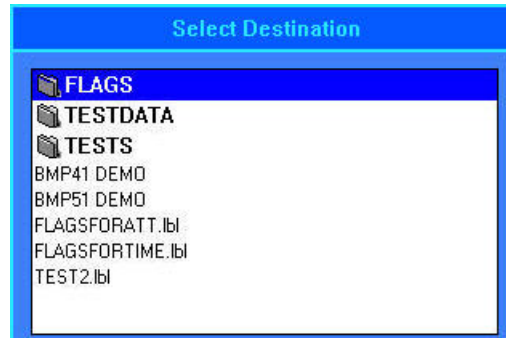 Select Destination
FLAGS
TESTDATA
TESTS
BMP41 DEMO
BMP51 DEMO
FLAGSFORATT.lbl
FLAGSFORTIME.lbl
TEST2.lbl